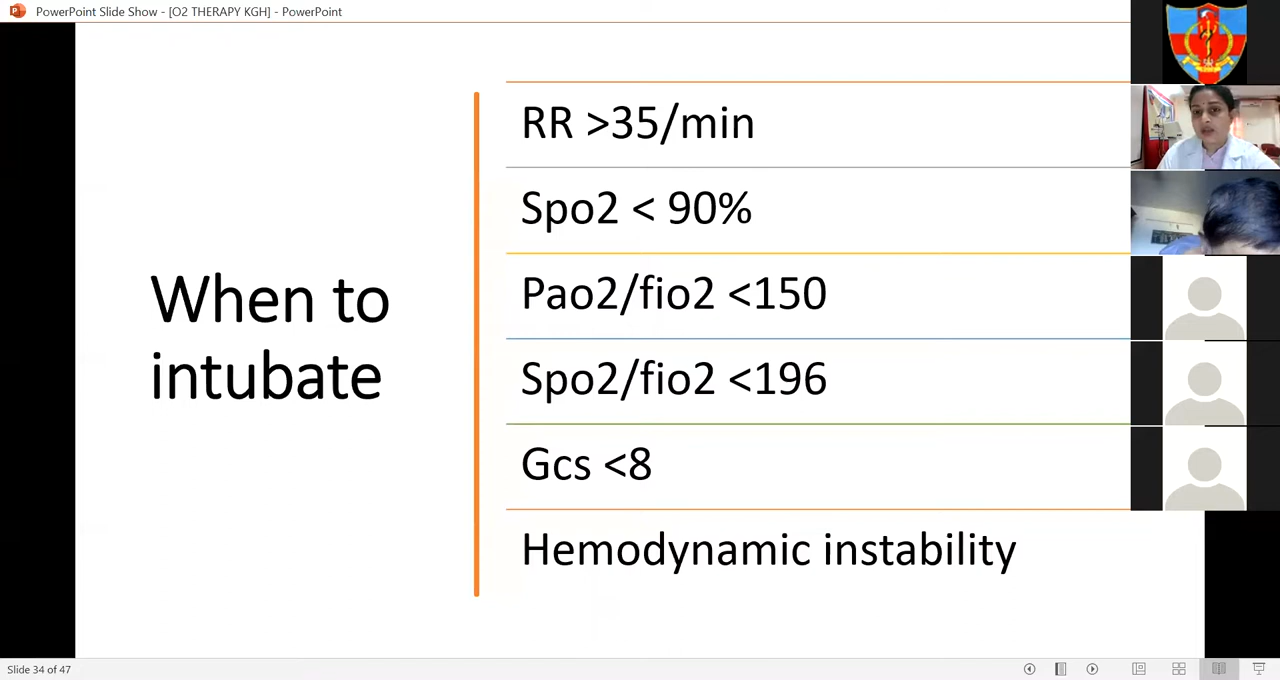 PowerPoint Slide Show - [O2 THERAPY KGH] - PowerPoint
When to
intubate
RR >35/min
Spo2 < 90%
Pao2/fio2 <150
Spo2/fio2 <196
Gcs <8
Hemodynamic instability
Slide 34 of 47